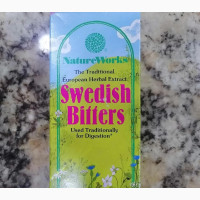 NatureWorks®
The Traditional
European Herbal Extract
Swedish
Bitters
Used Traditionally
for Digestion*